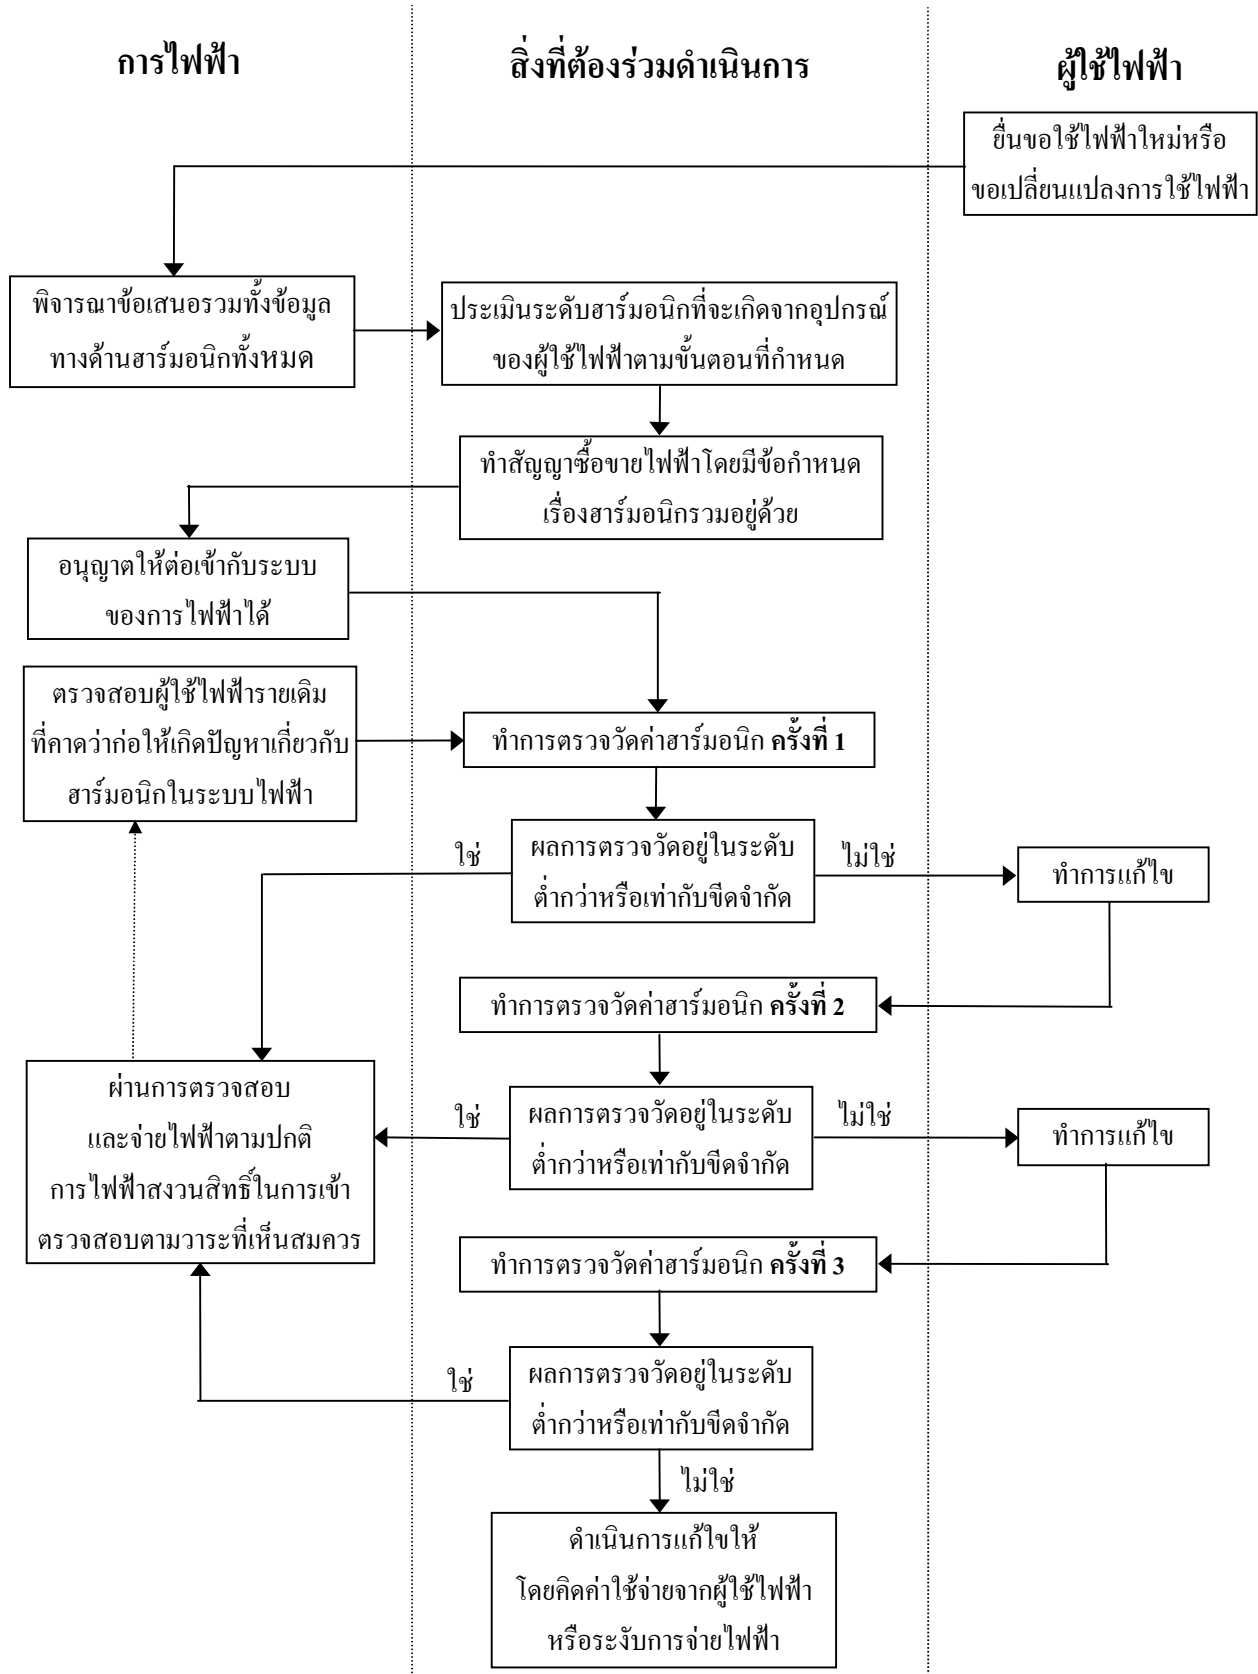 การไฟฟ้า
สิ่งที่ต้องร่วมดำเนินการ
ผู้ใช้ไฟฟ้า
ยื่นขอใช้ไฟฟ้าใหม่หรือ
ขอเปลี่ยนแปลงการใช้ไฟฟ้า
พิจารณาข้อเสนอรวมทั้งข้อมูล
ทางด้านฮาร์มอนิกทั้งหมด
ประเมินระดับฮาร์มอนิกที่จะเกิดจากอุปกรณ์
ของผู้ใช้ไฟฟ้าตามขั้นตอนที่กำหนด
ทำสัญญาซื้อขายไฟฟ้าโดยมีข้อกำหนด
เรื่องฮาร์มอนิกรวมอยู่ด้วย
อนุญาตให้ต่อเข้ากับระบบ
ของการไฟฟ้าได้
ตรวจสอบผู้ใช้ไฟฟ้ารายเดิม
ที่คาดว่าก่อให้เกิดปัญหาเกี่ยวกับ
ฮาร์มอนิกในระบบไฟฟ้า
ทำการตรวจวัดค่าฮาร์มอนิก ครั้งที่ 1
ใช่
ผลการตรวจวัดอยู่ในระดับ
ต่ำกว่าหรือเท่ากับขีดจำกัด
ไม่ใช่
ทำการแก้ไข
ทำการตรวจวัดค่าฮาร์มอนิก ครั้งที่ 2
ผ่านการตรวจสอบ
และจ่ายไฟฟ้าตามปกติ
การไฟฟ้าสงวนสิทธิ์ในการเข้า
ตรวจสอบตามวาระที่เห็นสมควร
ใช่
ผลการตรวจวัดอยู่ในระดับ
ต่ำกว่าหรือเท่ากับขีดจำกัด
ไม่ใช่
ทำการแก้ไข
ทำการตรวจวัดค่าฮาร์มอนิก ครั้งที่ 3
ใช่
ผลการตรวจวัดอยู่ในระดับ
ต่ำกว่าหรือเท่ากับขีดจำกัด
ไม่ใช่
ดำเนินการแก้ไขให้
โดยคิดค่าใช้จ่ายจากผู้ใช้ไฟฟ้า
หรือระงับการจ่ายไฟฟ้า